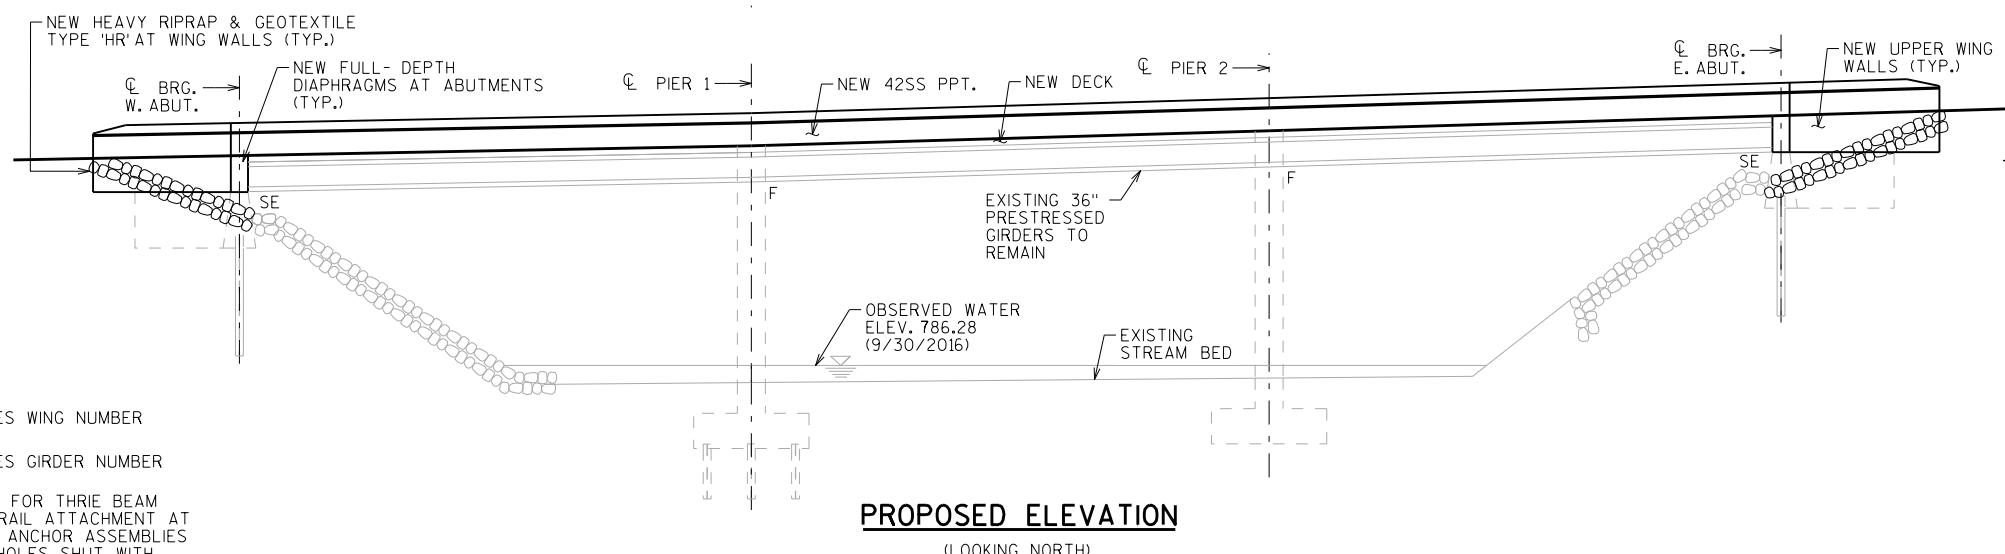 NEW HEAVY RIPRAP & GEOTEXTILE
TYPE 'HR' AT WING WALLS (TYP.)
℄ BRG.
W. ABUT.
NEW FULL- DEPTH
DIAPHRAGMS AT ABUTMENTS
(TYP.)
℄ PIER 1
NEW 42SS PPT.
NEW DECK
℄ PIER 2
℄ BRG.
E. ABUT.
NEW UPPER WING
WALLS (TYP.)
SE
F
F
SE
EXISTING 36"
PRESTRESSED
GIRDERS TO
REMAIN
OBSERVED WATER
ELEV. 786.28
(9/30/2016)
EXISTING
STREAM BED
WING NUMBER
GIRDER NUMBER
FOR THRIE BEAM
RAIL ATTACHMENT AT
ANCHOR ASSEMBLIES
HOLES SHUT WITH
PROPOSED ELEVATION
(LOOKING NORTH)